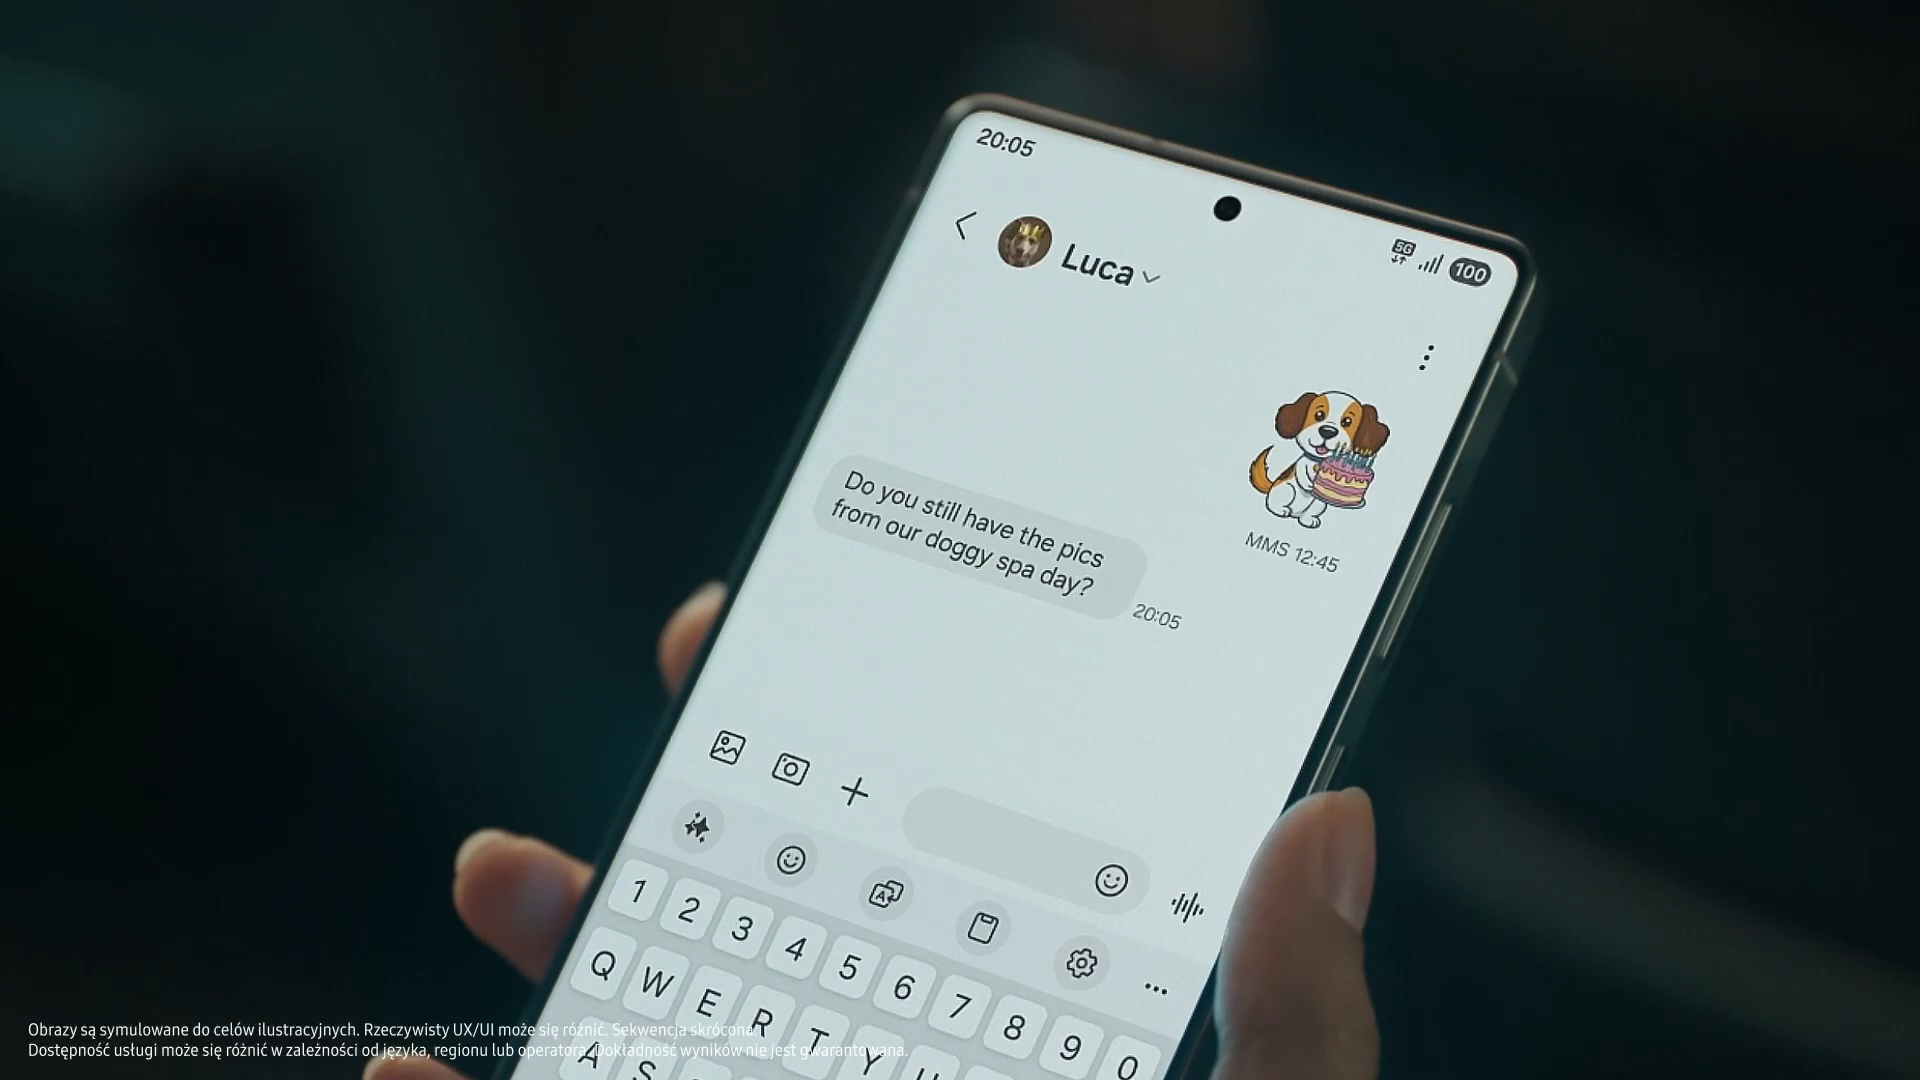 20:05
5G
100
Luca
MMS 12:45
Do you still have the pics
from our doggy spa day?
20:05
1 2 3 4 5 6 7 8 9 0
Q W E R T Y
A S
Obrazy są symulowane do celów ilustracyjnych. Rzeczywisty UX/UI może się różnić. Sekwencja skrócona.
Dostępność usługi może się różnić w zależności od języka, regionu lub operatora. Dokładność wyników nie jest gwarantowana.